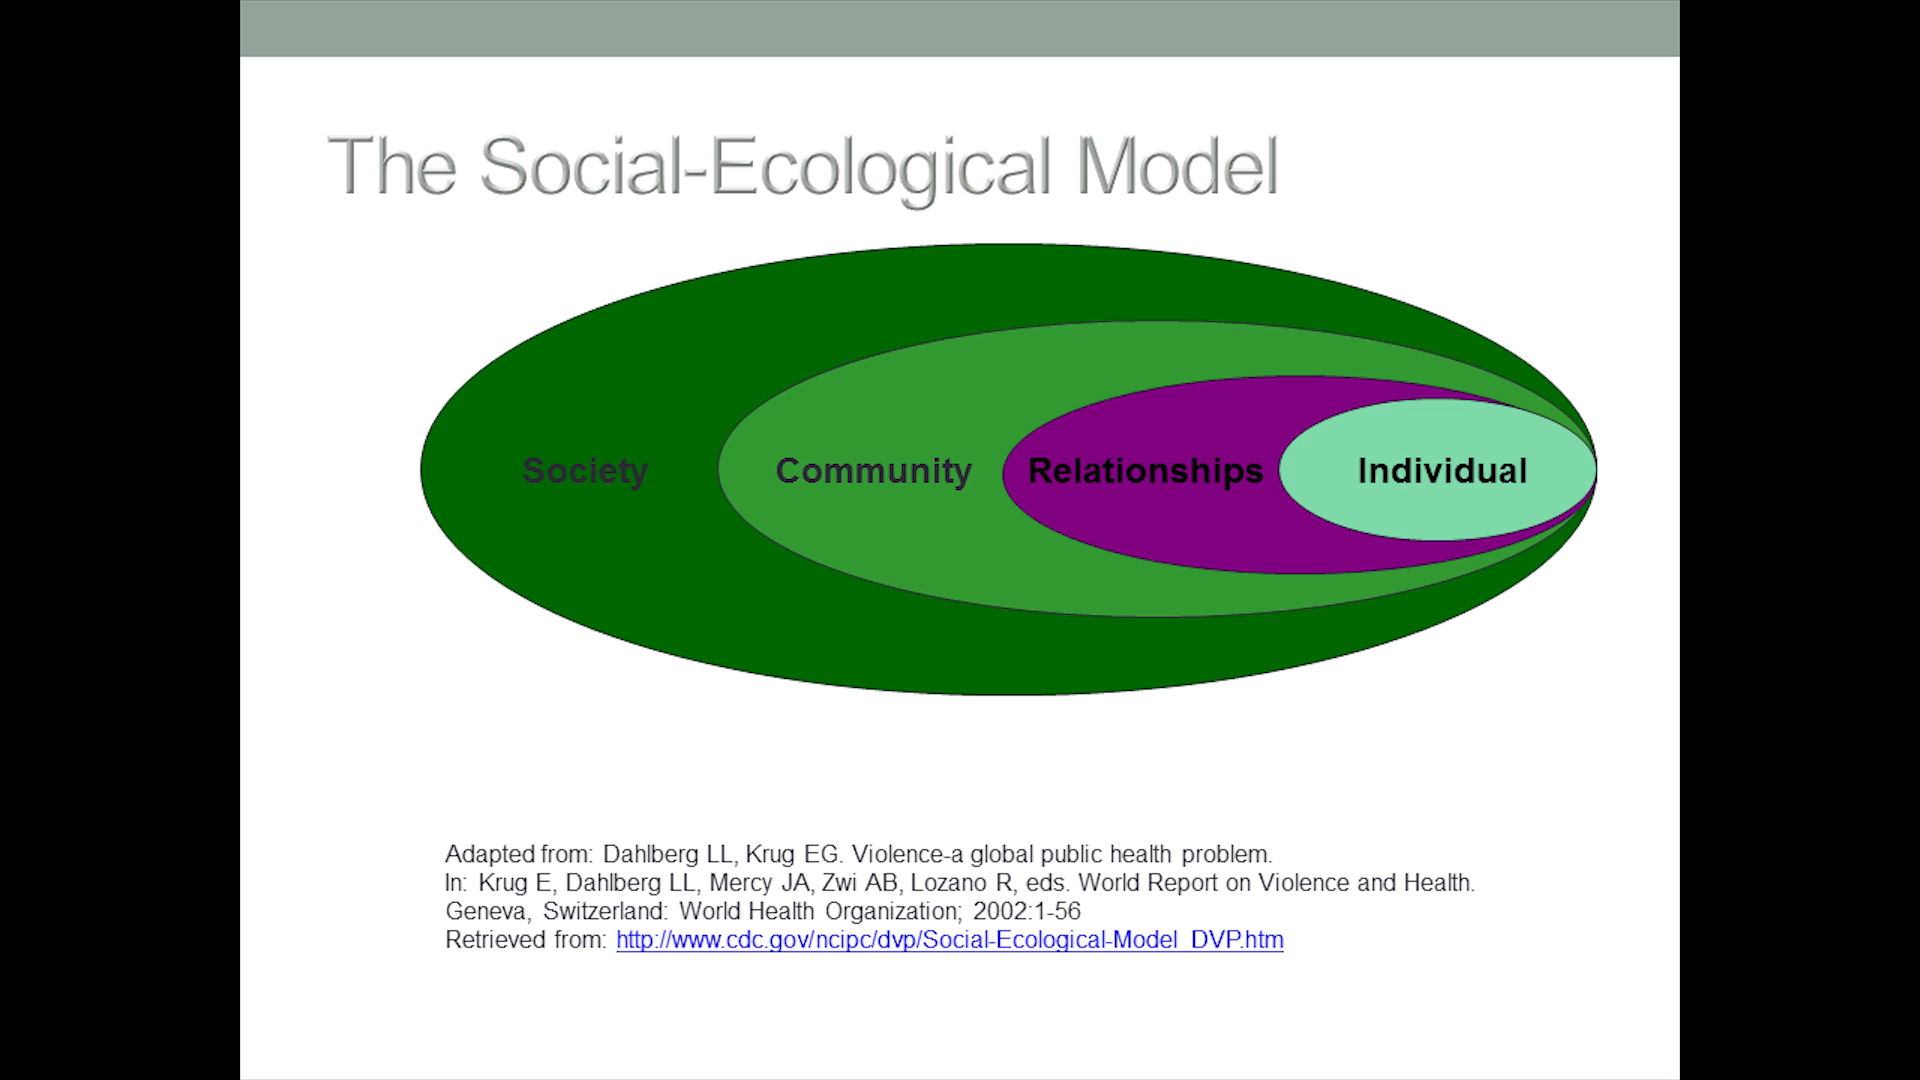 The Social-Ecological Model
Society Community Relationships Individual
Adapted from: Dahlberg LL, Krug EG. Violence-a global public health problem.
In: Krug E, Dahlberg LL, Mercy JA, Zwi AB, Lozano R, eds. World Report on Violence and Health.
Geneva, Switzerland: World Health Organization; 2002:1-56
Retrieved from: http://www.cdc.gov/ncipc/dvp/Social-Ecological-Model_DVP.htm